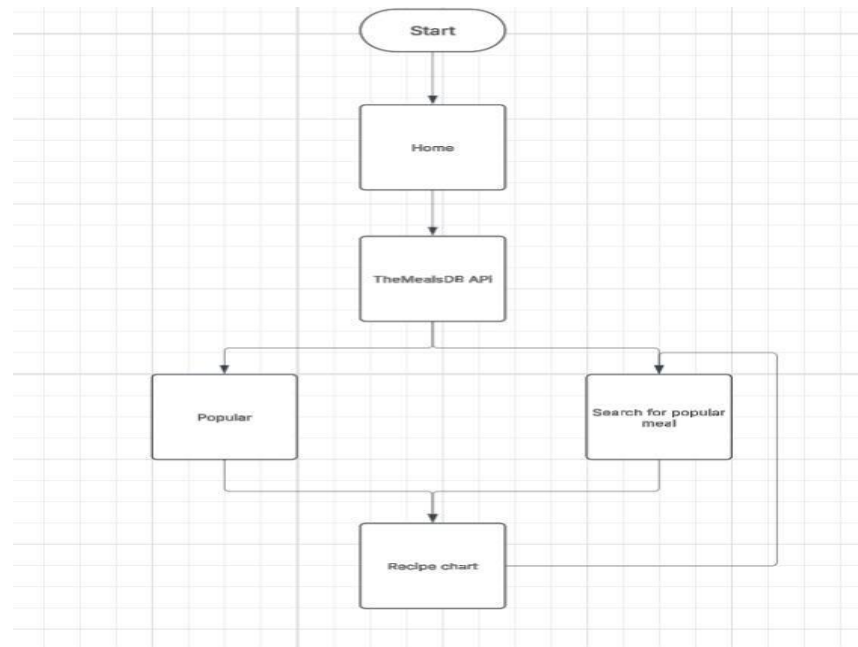 Start
Home
TheMealsDB APi
Popular
Search for popular
meal
Recipe chart